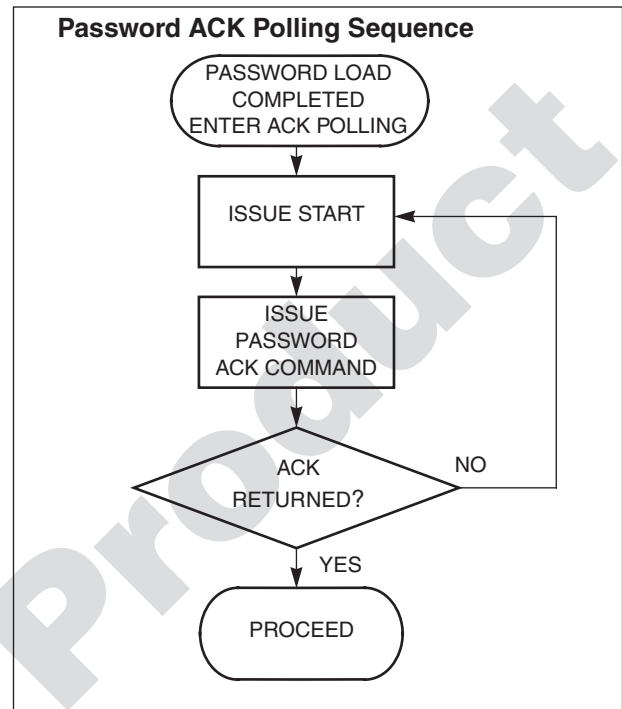 Password ACK Polling Sequence
PASSWORD LOAD
COMPLETED
ENTER ACK POLLING
ISSUE START
ISSUE
PASSWORD
ACK COMMAND
ACK
RETURNED?
NO
YES
PROCEED
Product